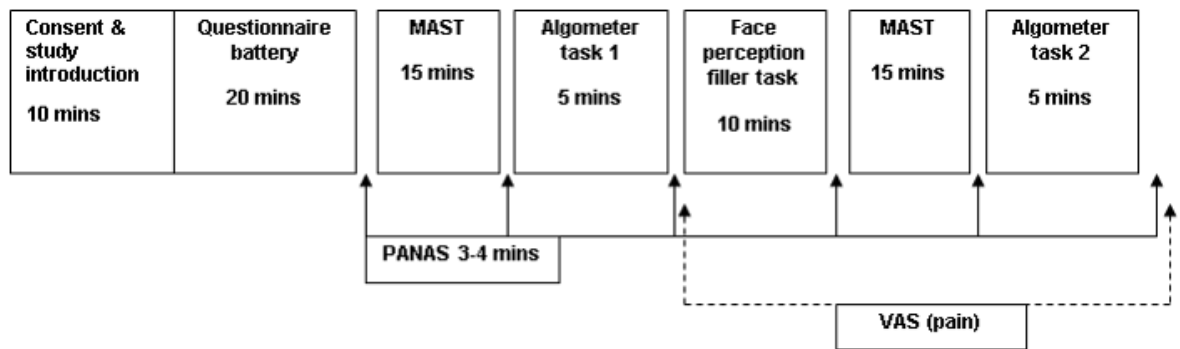 Consent &
study
introduction
10 mins
Questionnaire
battery
20 mins
MAST
15 mins
Algometer
task 1
5 mins
Face
perception
filler task
10 mins
MAST
15 mins
Algometer
task 2
5 mins
PANAS 3-4 mins
VAS (pain)